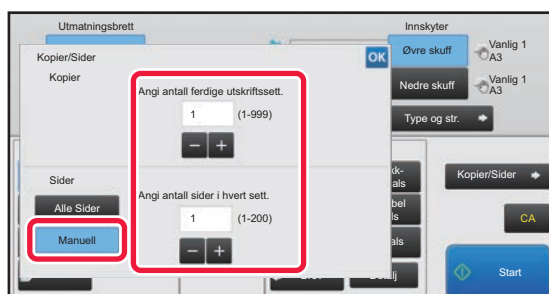 Utmatningsbrett
Innskyter
Kopier/Sider
OK
Øvre skuff
Vanlig 1
A3
Kopier
Angi antall ferdige utskriftssett.
1 (1-999)
Nedre skuff
Vanlig 1
A3
Type og str.
Sider
Alle Sider
Manuell
Angi antall sider i hvert sett.
1 (1-200)
Kopier/Sider
CA
Start